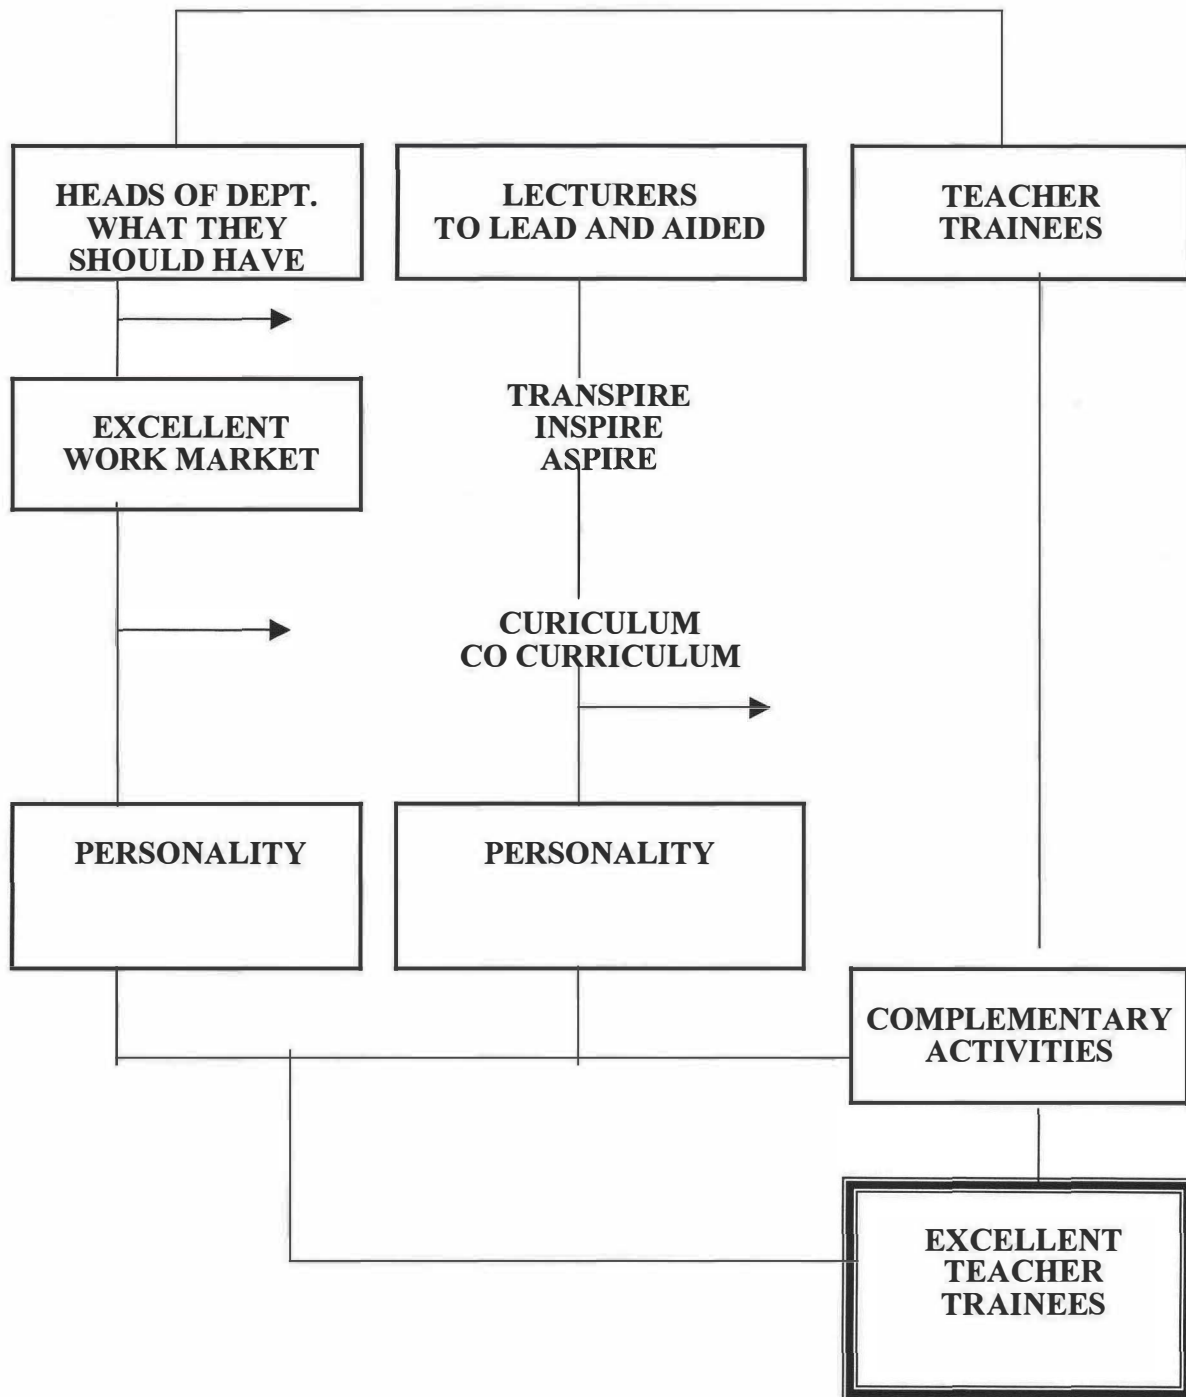 HEADS OF DEPT.
WHAT THEY
SHOULD HAVE
LECTURERS
TO LEAD AND AIDED
TEACHER
TRAINEES
EXCELLENT
WORK MARKET
TRANSPIRE
INSPIRE
ASPIRE
CURICULUM
CO CURRICULUM
PERSONALITY
PERSONALITY
COMPLEMENTARY
ACTIVITIES
EXCELLENT
TEACHER
TRAINEES